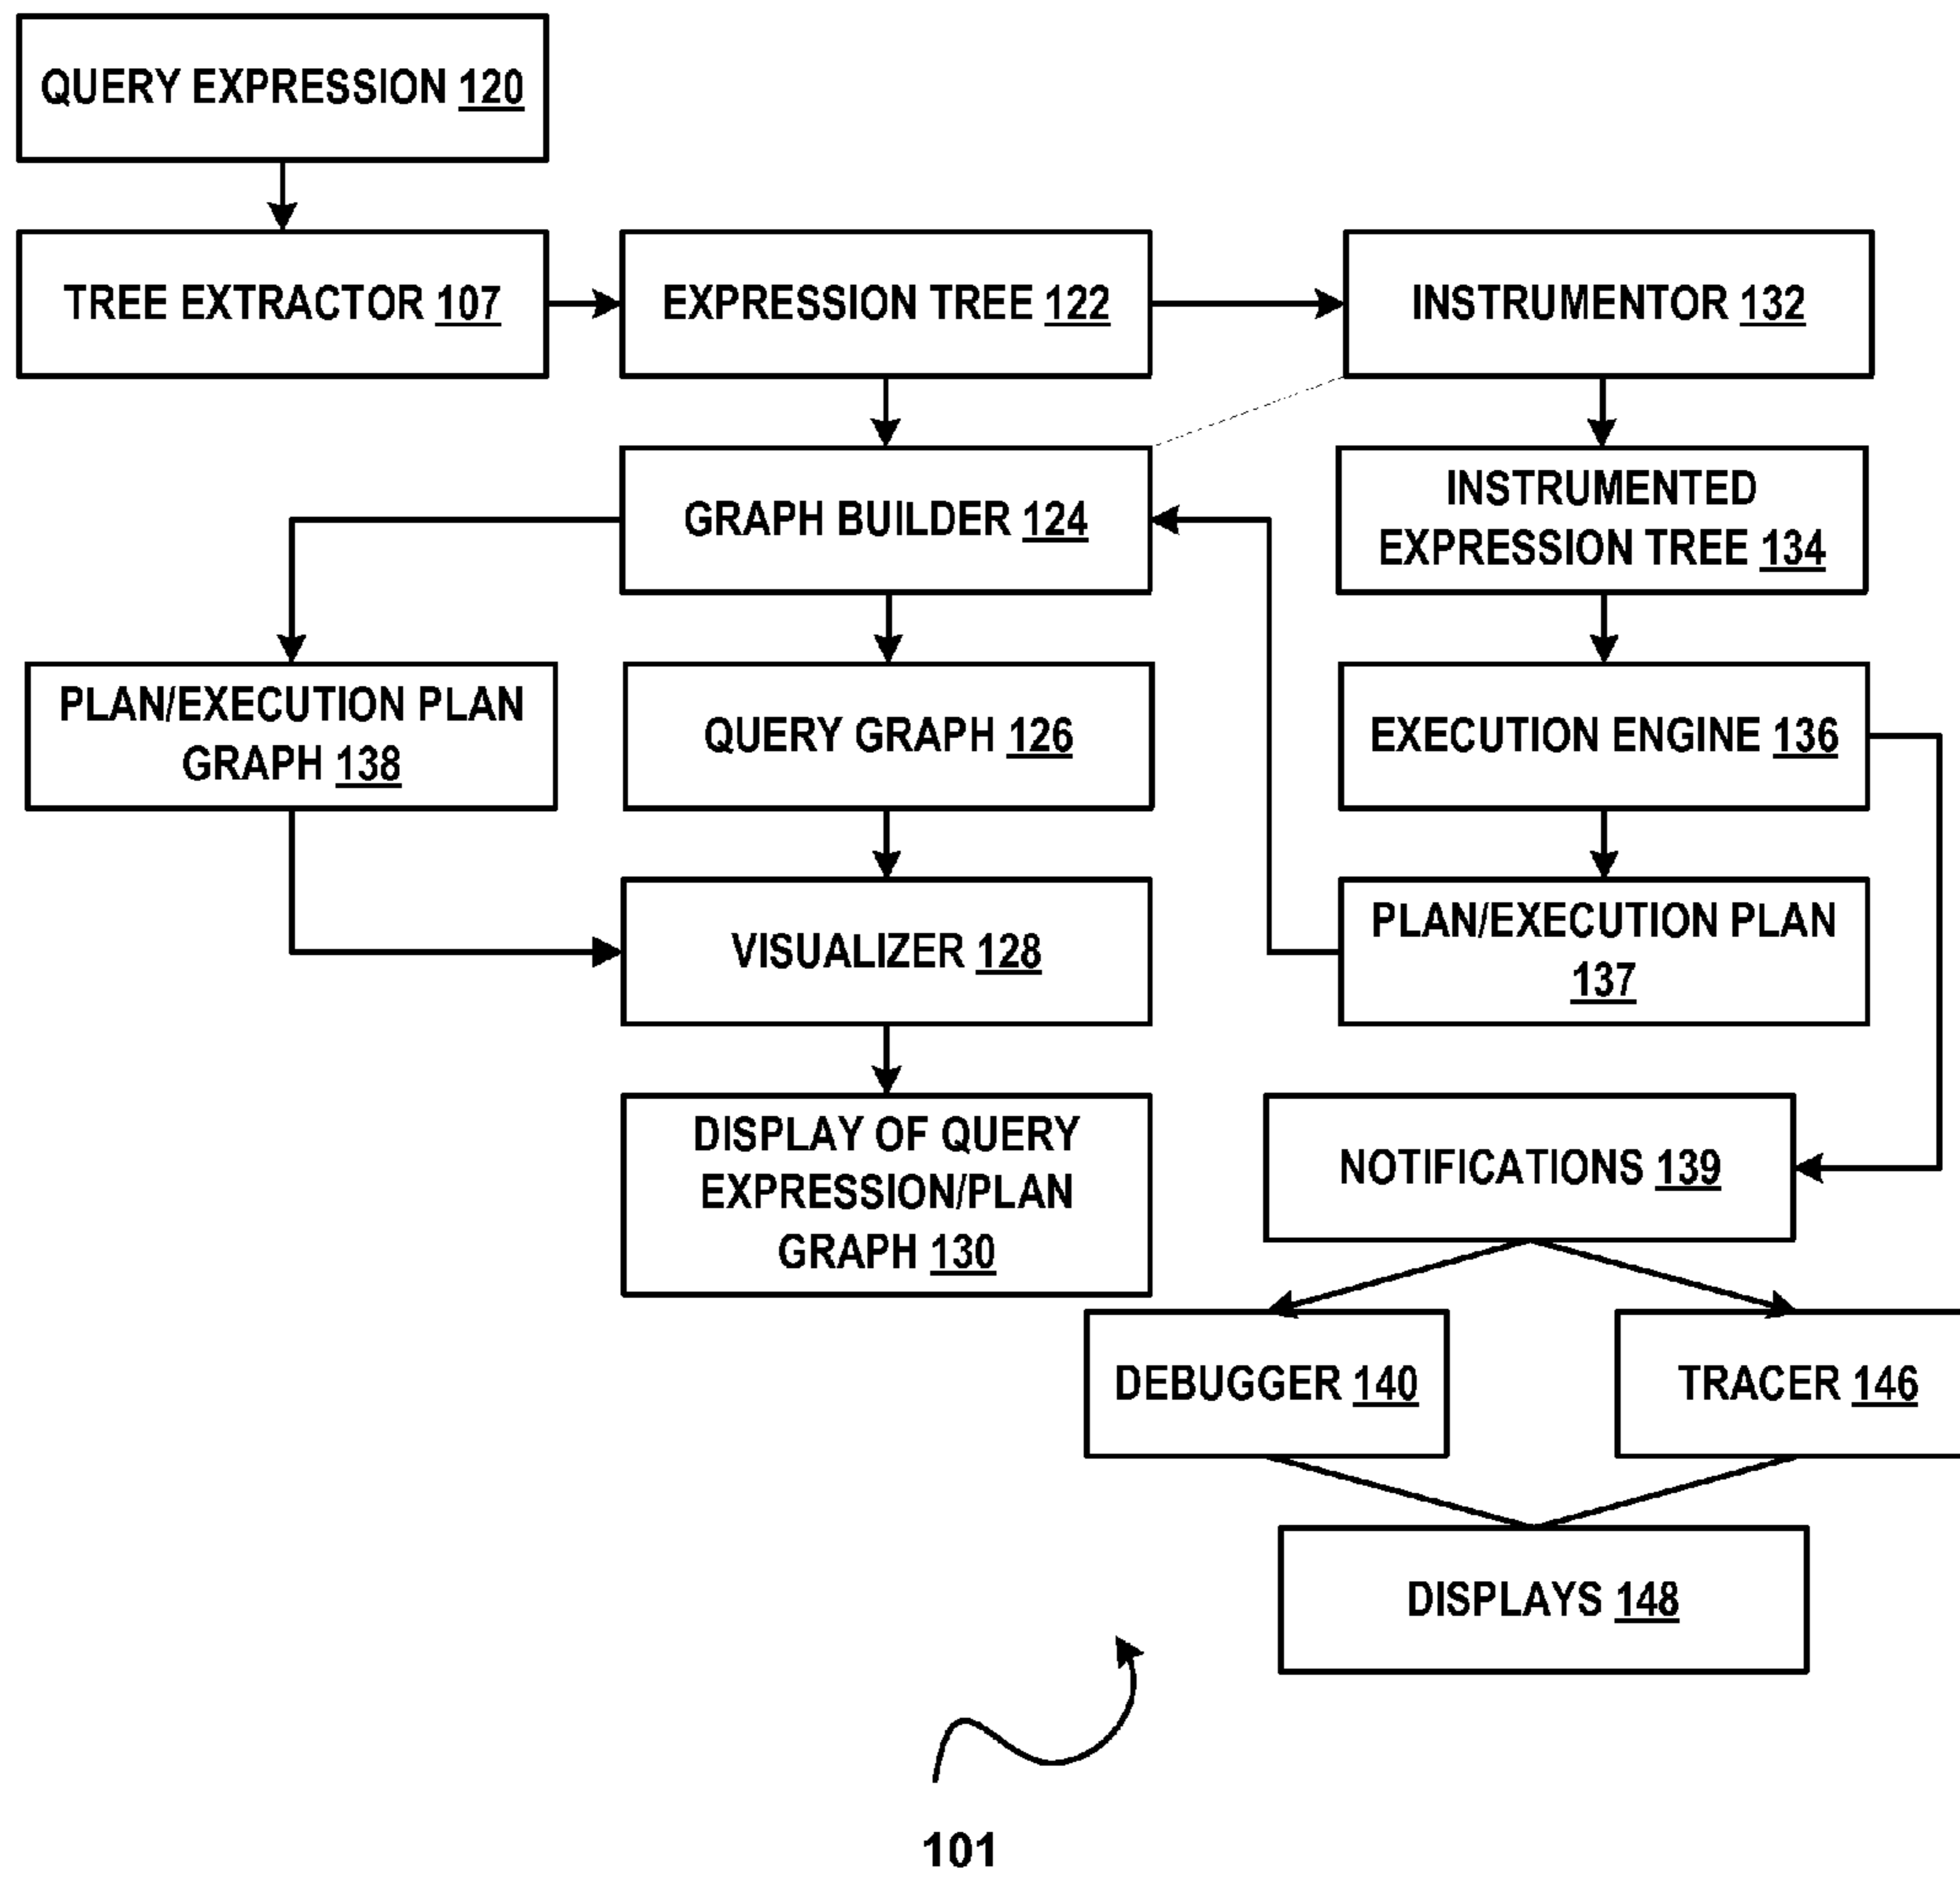 QUERY EXPRESSION 120
TREE EXTRACTOR 107
EXPRESSION TREE 122
INSTRUMENTOR 132
GRAPH BUILDER 124
INSTRUMENTED
EXPRESSION TREE 134
PLAN/EXECUTION PLAN
GRAPH 138
QUERY GRAPH 126
EXECUTION ENGINE 136
VISUALIZER 128
PLAN/EXECUTION PLAN
137
DISPLAY OF QUERY
EXPRESSION/PLAN
GRAPH 130
NOTIFICATIONS 139
DEBUGGER 140
TRACER 146
DISPLAYS 148
101